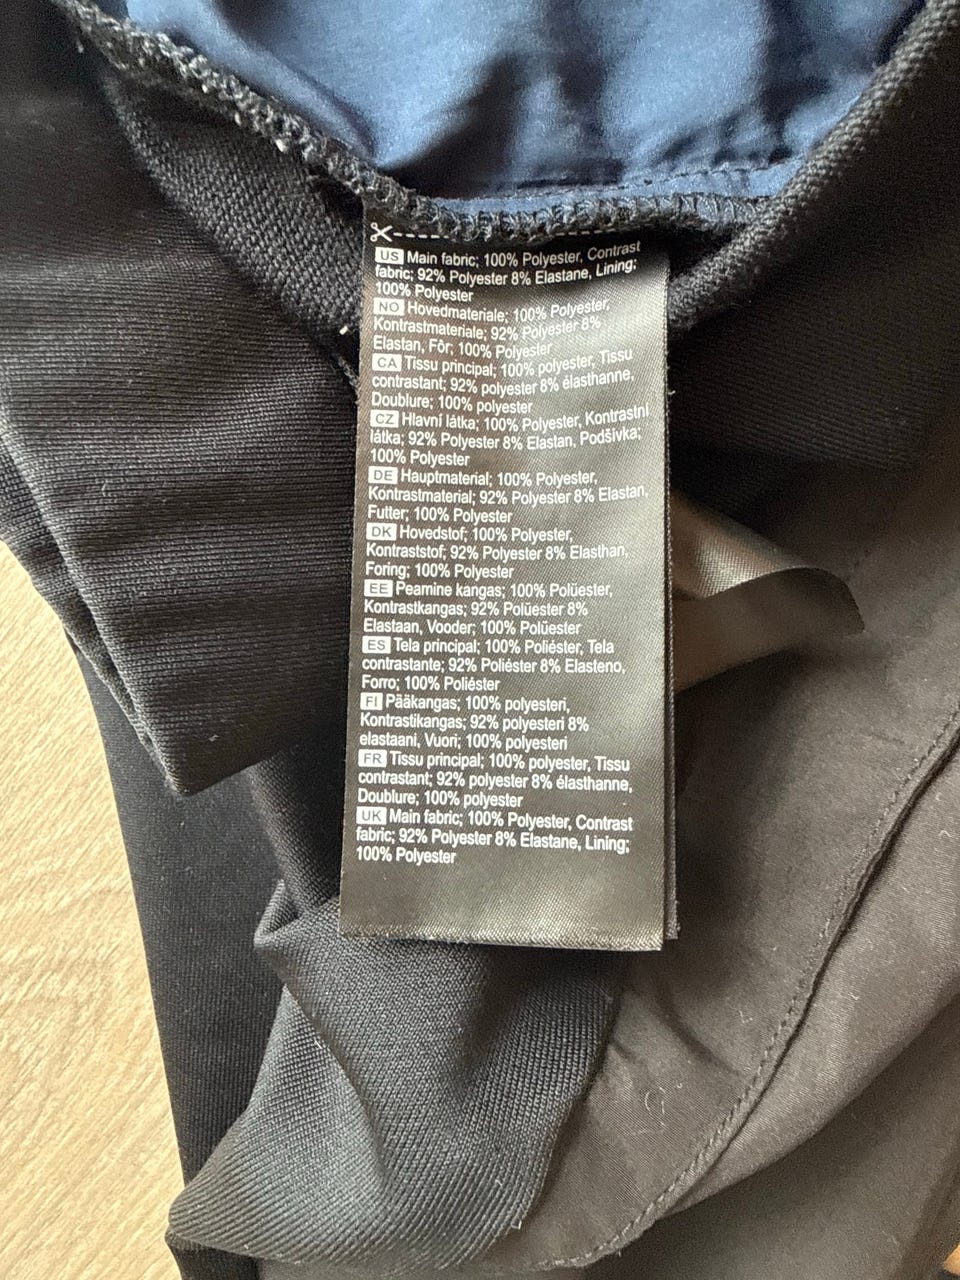 US Main fabric; 100% Polyester, Contrast
fabric; 92% Polyester 8% Elastane, Lining;
100% Polyester
NO Hovedmateriale; 100% Polyester,
Kontrastmateriale; 92% Polyester 8%
Elastan, Fôr; 100% Polyester
CA Tissu principal; 100% polyester, Tissu
contrastant; 92% polyester 8% élasthanne,
Doublure; 100% polyester
CZ Hlavní látka; 100% Polyester, Kontrastní
látka; 92% Polyester 8% Elastan, Podšívka;
100% Polyester
DE Hauptmaterial; 100% Polyester,
Kontrastmaterial; 92% Polyester 8% Elastan,
Futter; 100% Polyester
DK Hovedstof; 100% Polyester,
Kontraststof; 92% Polyester 8% Elasthan,
Foring; 100% Polyester
EE Peamine kangas; 100% Polüester,
Kontrastkangas; 92% Polüester 8%
Elastaan, Vooder; 100% Polüester
ES Tela principal; 100% Poliéster, Tela
contrastante; 92% Poliéster 8% Elasteno,
Forro; 100% Poliéster
FI Pääkangas; 100% polyesteri,
Kontrastikangas; 92% polyesteri 8%
elastaani, Vuori; 100% polyesteri
FR Tissu principal; 100% polyester, Tissu
contrastant; 92% polyester 8% élasthanne,
Doublure; 100% polyester
UK Main fabric; 100% Polyester, Contrast
fabric; 92% Polyester 8% Elastane, Lining;
100% Polyester